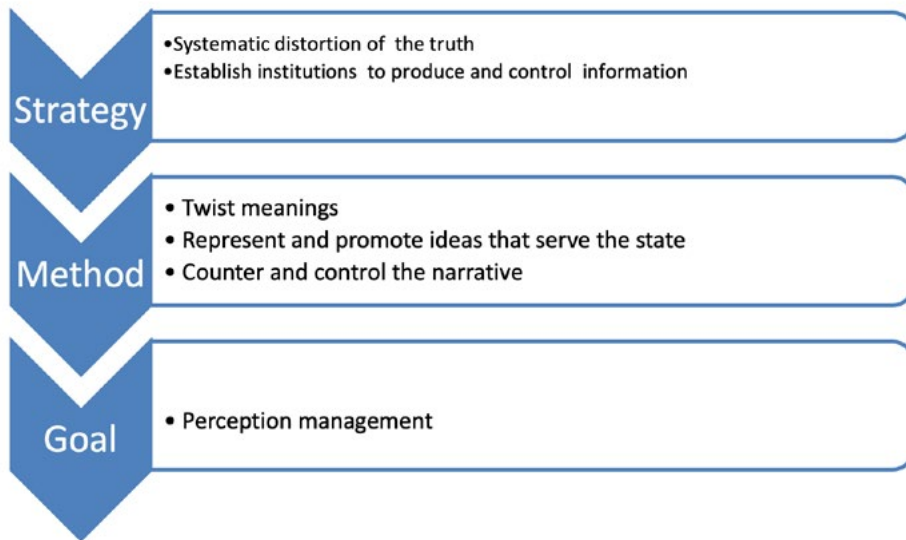 Strategy
•Systematic distortion of the truth
•Establish institutions to produce and control information
Method
• Twist meanings
• Represent and promote ideas that serve the state
• Counter and control the narrative
Goal
• Perception management